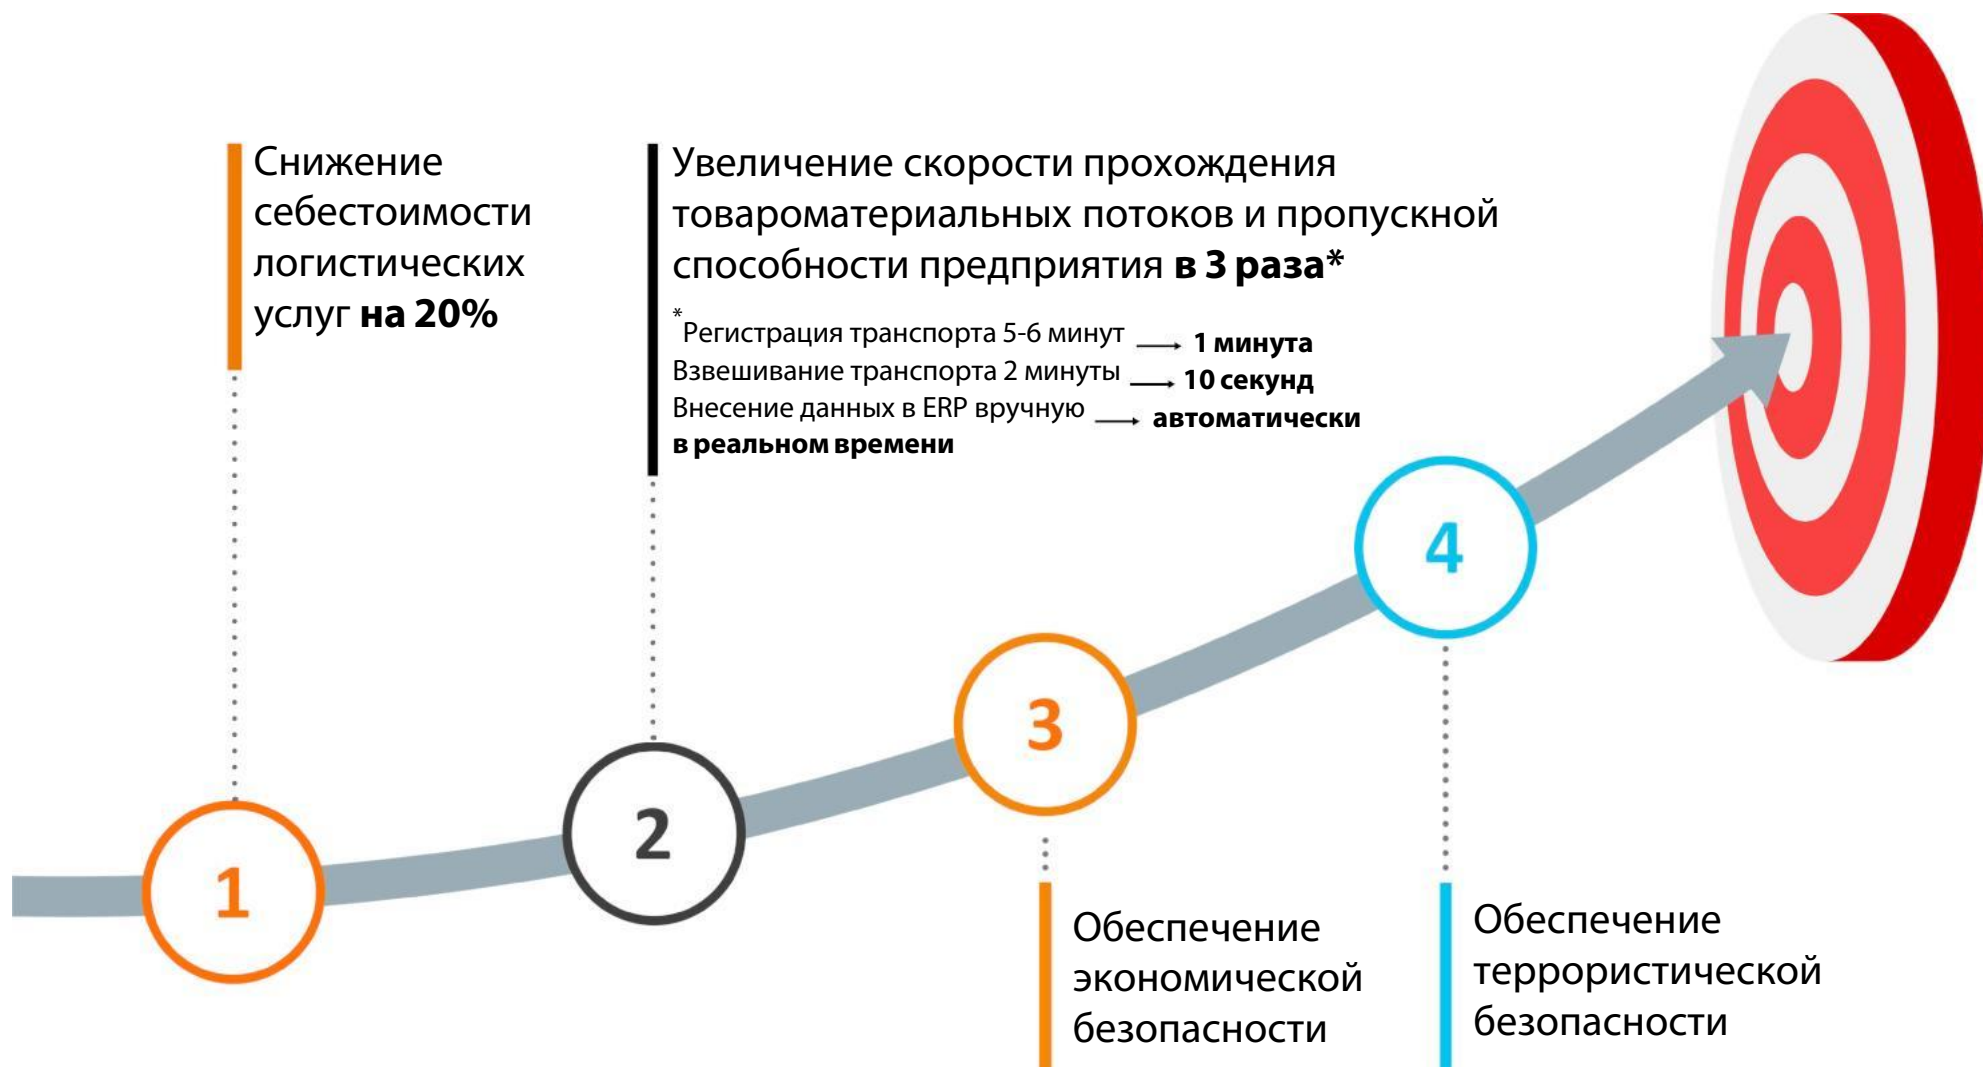 Снижение
себестоимости
логистических
услуг на 20%
Увеличение скорости прохождения
товароматериальных потоков и пропускной
способности предприятия в 3 раза*
*Регистрация транспорта 5-6 минут → 1 минута
Взвешивание транспорта 2 минуты → 10 секунд
Внесение данных в ERP вручную → автоматически
в реальном времени
1
2
3
4
Обеспечение
экономической
безопасности
Обеспечение
террористической
безопасности